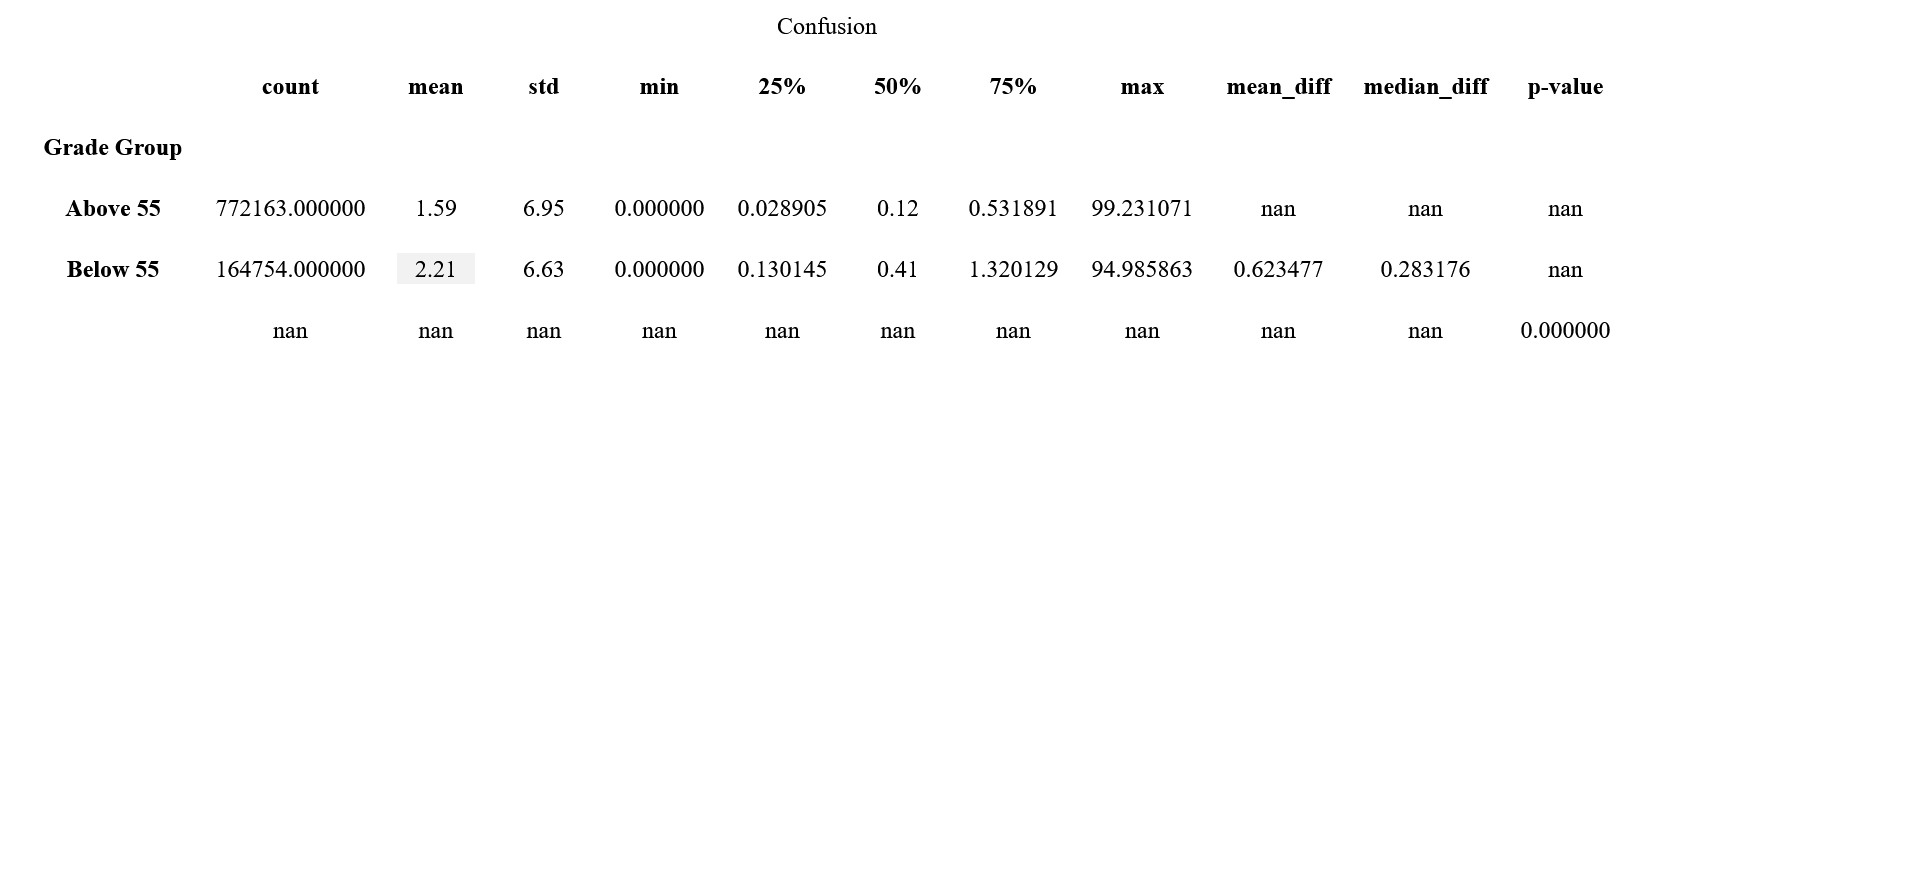 Confusion
count mean std min 25% 50% 75% max mean_diff median_diff p-value
Grade Group
Above 55 772163.000000 1.59 6.95 0.000000 0.028905 0.12 0.531891 99.231071 nan nan nan
Below 55 164754.000000 2.21 6.63 0.000000 0.130145 0.41 1.320129 94.985863 0.623477 0.283176 nan
nan nan nan nan nan nan nan nan nan nan 0.000000